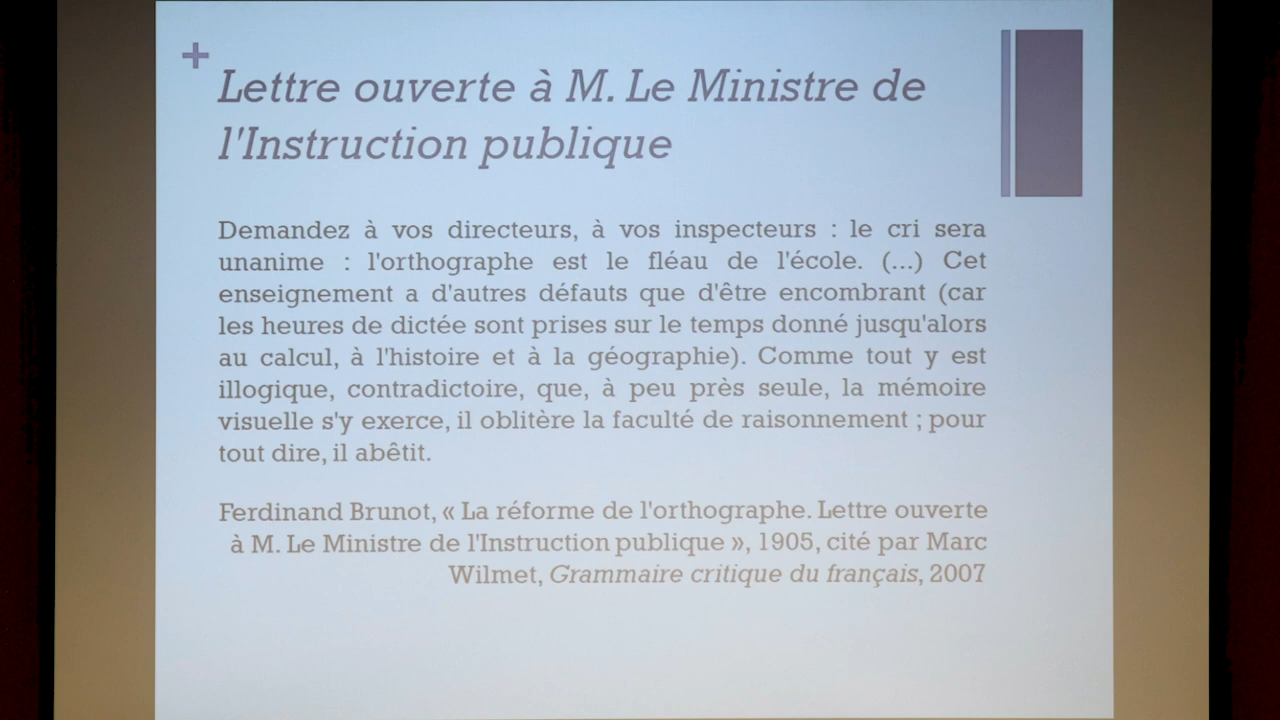 Lettre ouverte à M. Le Ministre de
l'Instruction publique
Demandez à vos directeurs, à vos inspecteurs : le cri sera
unanime : l'orthographe est le fléau de l'école. (...) Cet
enseignement a d'autres défauts que d'être encombrant (car
les heures de dictée sont prises sur le temps donné jusqu'alors
au calcul, à l'histoire et à la géographie). Comme tout y est
illogique, contradictoire, que, à peu près seule, la mémoire
visuelle s'y exerce, il oblitère la faculté de raisonnement ; pour
tout dire, il abêtit.
Ferdinand Brunot, « La réforme de l'orthographe. Lettre ouverte
à M. Le Ministre de l'Instruction publique », 1905, cité par Marc
Wilmet, Grammaire critique du français, 2007